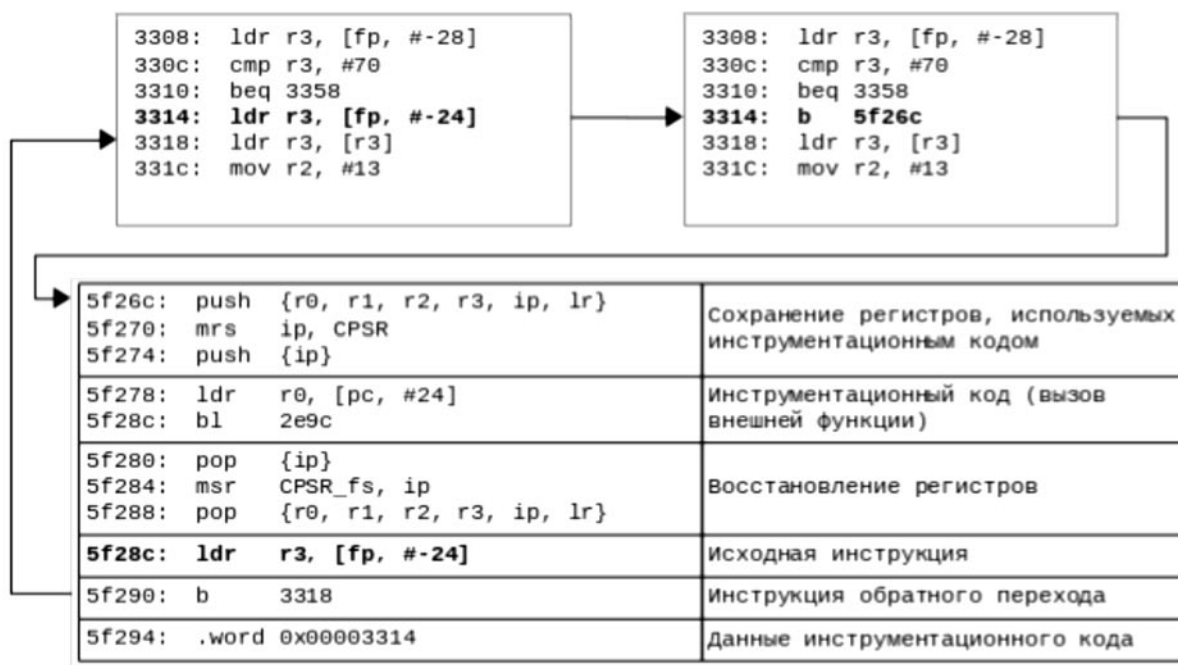 3308: ldr r3, [fp, #-28]
330c: cmp r3, #70
3310: beq 3358
3314: ldr r3, [fp, #-24]
3318: ldr r3, [r3]
331c: mov r2, #13
3308: ldr r3, [fp, #-28]
330c: cmp r3, #70
3310: beq 3358
3314: b 5f26c
3318: ldr r3, [r3]
331C: mov r2, #13
5f26c: push {r0, r1, r2, r3, ip, lr}
5f270: mrs ip, CPSR
5f274: push {ip}
Сохранение регистров, используемых
инструментационным кодом
5f278: ldr r0, [pc, #24]
5f28c: bl 2e9c
Инструментационный код (вызов
внешней функции)
5f280: pop {ip}
5f284: msr CPSR_fs, ip
5f288: pop {r0, r1, r2, r3, ip, lr}
Восстановление регистров
5f28c: ldr r3, [fp, #-24]
Исходная инструкция
5f290: b 3318
Инструкция обратного перехода
5f294: .word 0x00003314
Данные инструментационного кода